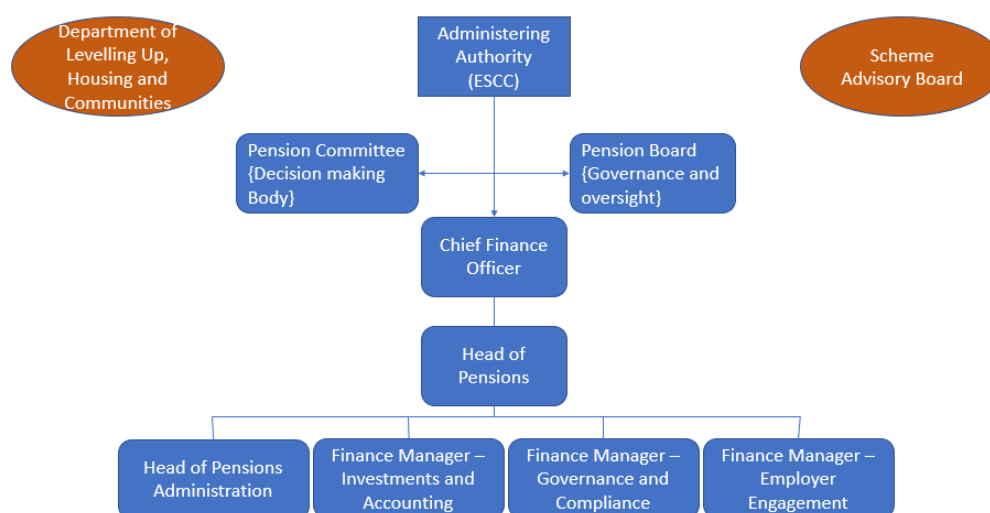 Department of
Levelling Up,
Housing and
Communities
Administering
Authority
(ESCC)
Scheme
Advisory Board
Pension Committee
{Decision making
Body}
Pension Board
{Governance and
oversight}
Chief Finance
Officer
Head of
Pensions
Head of Pensions
Administration
Finance Manager –
Investments and
Accounting
Finance Manager –
Governance and
Compliance
Finance Manager –
Employer
Engagement